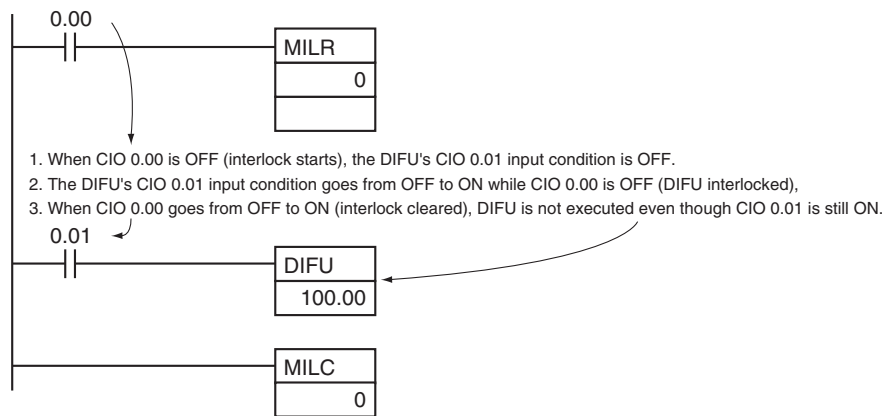 0.00
MILR
0
1. When CIO 0.00 is OFF (interlock starts), the DIFU's CIO 0.01 input condition is OFF.
2. The DIFU's CIO 0.01 input condition goes from OFF to ON while CIO 0.00 is OFF (DIFU interlocked),
3. When CIO 0.00 goes from OFF to ON (interlock cleared), DIFU is not executed even though CIO 0.01 is still ON.
0.01
DIFU
100.00
MILC
0